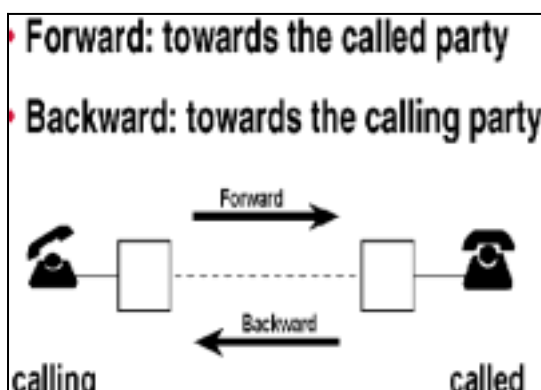 • Forward: towards the called party
• Backward: towards the calling party
Forward
Backward
calling called